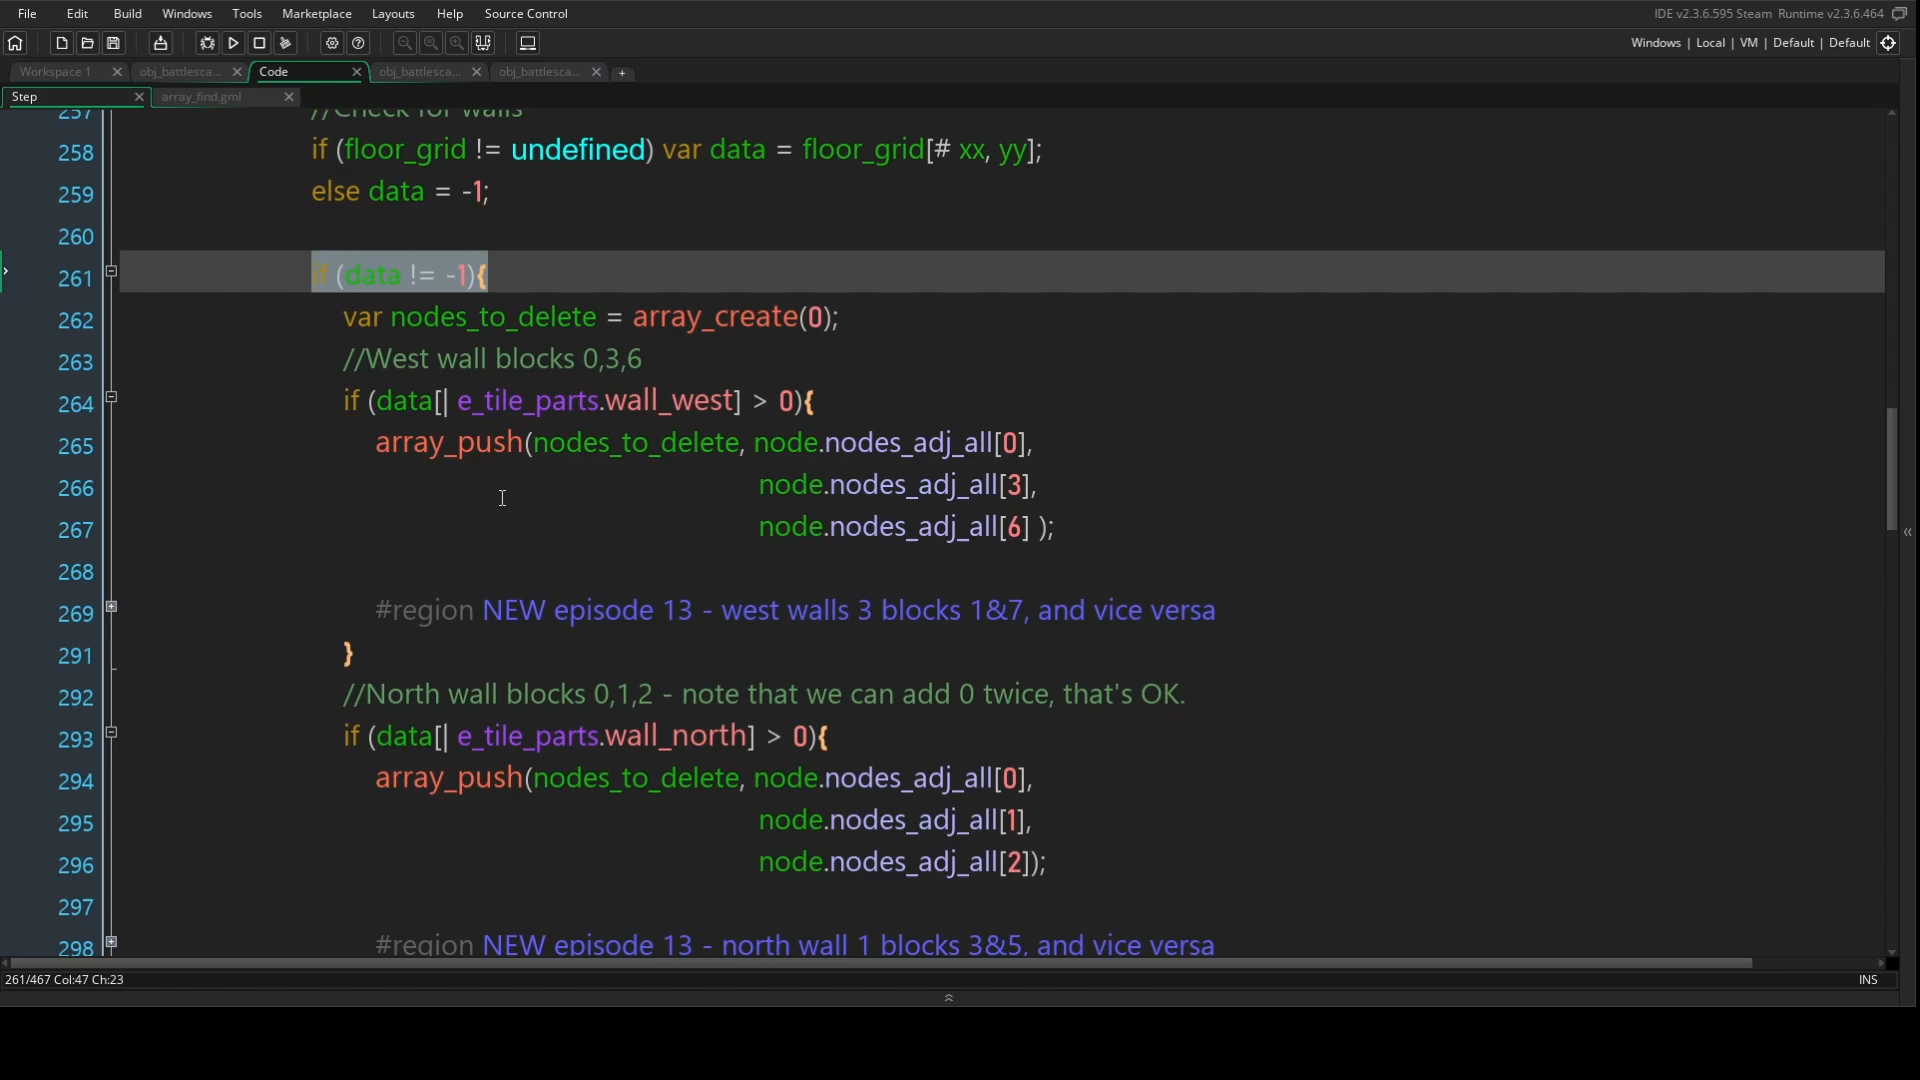 File Edit Build Windows Tools Marketplace Layouts Help Source Control IDE v2.3.6.595 Steam Runtime v2.3.6.464
Windows | Local | VM | Default | Default
Workspace 1 obj_battlesca... Code obj_battlesca... obj_battlesca... +
Step array_find.gml
257 //Check for walls
258 if (floor_grid != undefined) var data = floor_grid[# xx, yy];
259 else data = -1;
260
261 if (data != -1){
262 var nodes_to_delete = array_create(0);
263 //West wall blocks 0,3,6
264 if (data[| e_tile_parts.wall_west] > 0){
265 array_push(nodes_to_delete, node.nodes_adj_all[0],
266 node.nodes_adj_all[3],
267 node.nodes_adj_all[6] );
268
269 #region NEW episode 13 - west walls 3 blocks 1&7, and vice versa
291 }
292 //North wall blocks 0,1,2 - note that we can add 0 twice, that's OK.
293 if (data[| e_tile_parts.wall_north] > 0){
294 array_push(nodes_to_delete, node.nodes_adj_all[0],
295 node.nodes_adj_all[1],
296 node.nodes_adj_all[2]);
297
298 #region NEW episode 13 - north wall 1 blocks 3&5, and vice versa
261/467 Col:47 Ch:23 INS